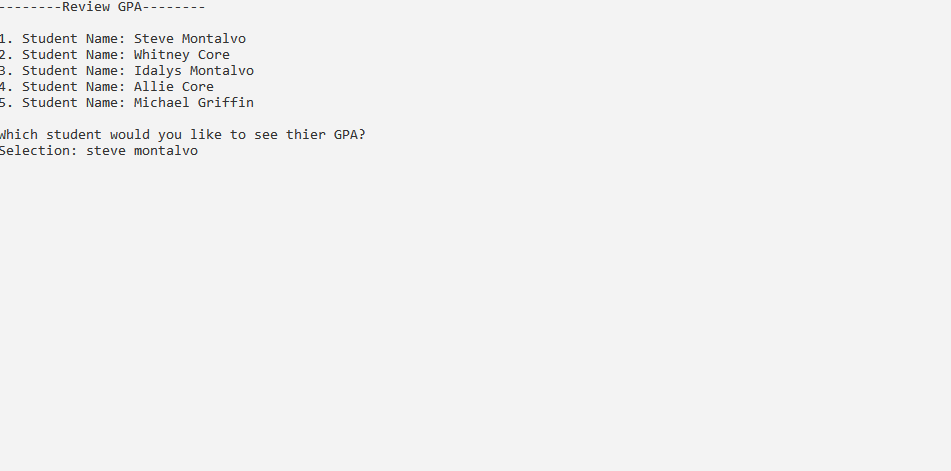 --------Review GPA--------
1. Student Name: Steve Montalvo
2. Student Name: Whitney Core
3. Student Name: Idalys Montalvo
4. Student Name: Allie Core
5. Student Name: Michael Griffin
Which student would you like to see thier GPA?
Selection: steve montalvo